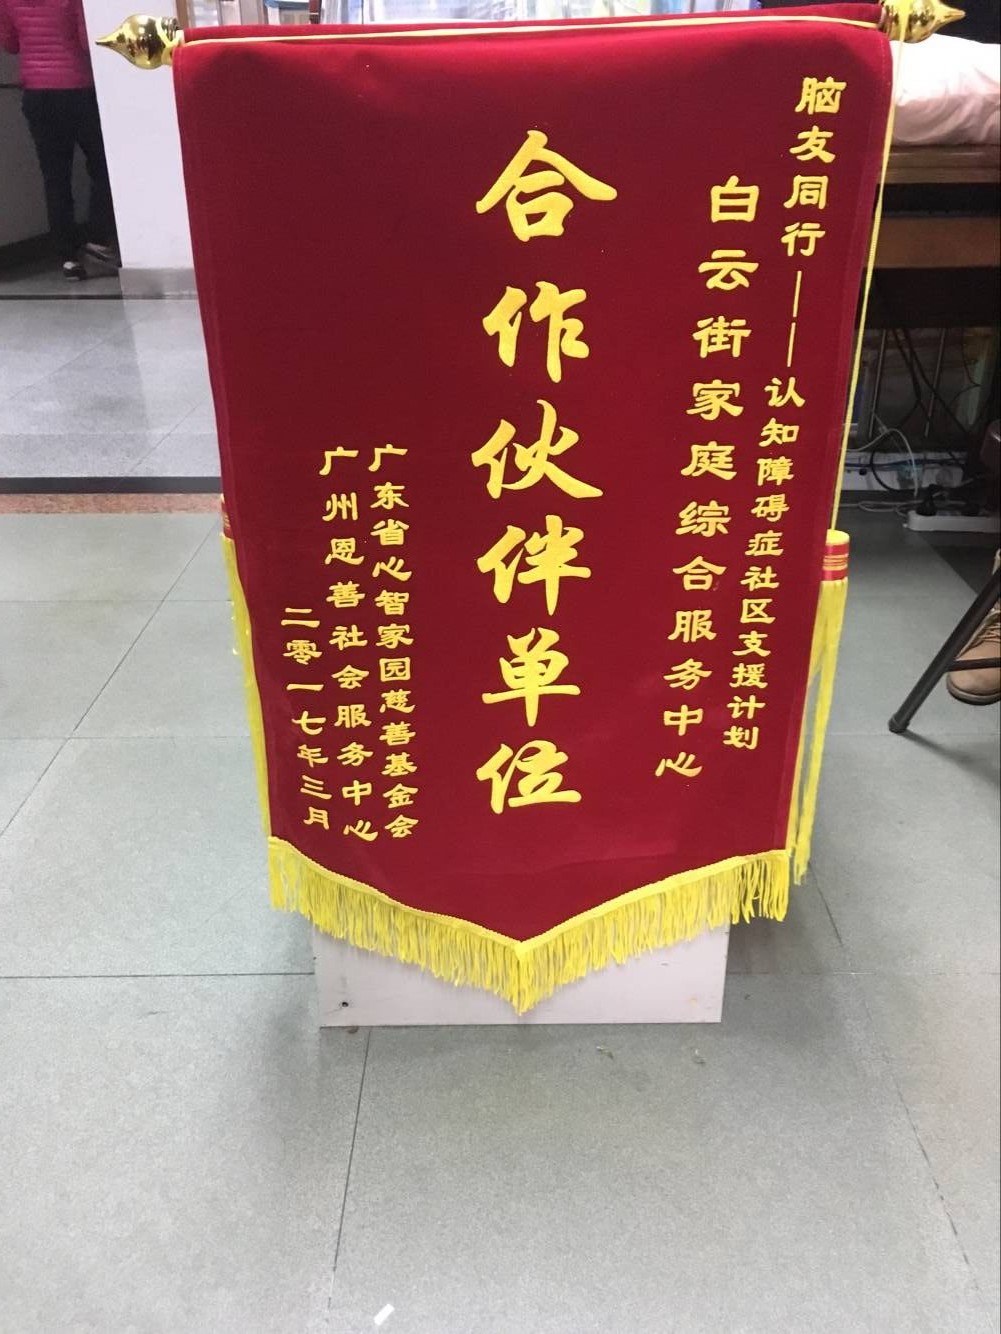 脑友同行——认知障碍症社区支援计划
白云街家庭综合服务中心
合作伙伴单位
广东省心智家园慈善基金会
广州恩善社会服务中心
二零一七年三月